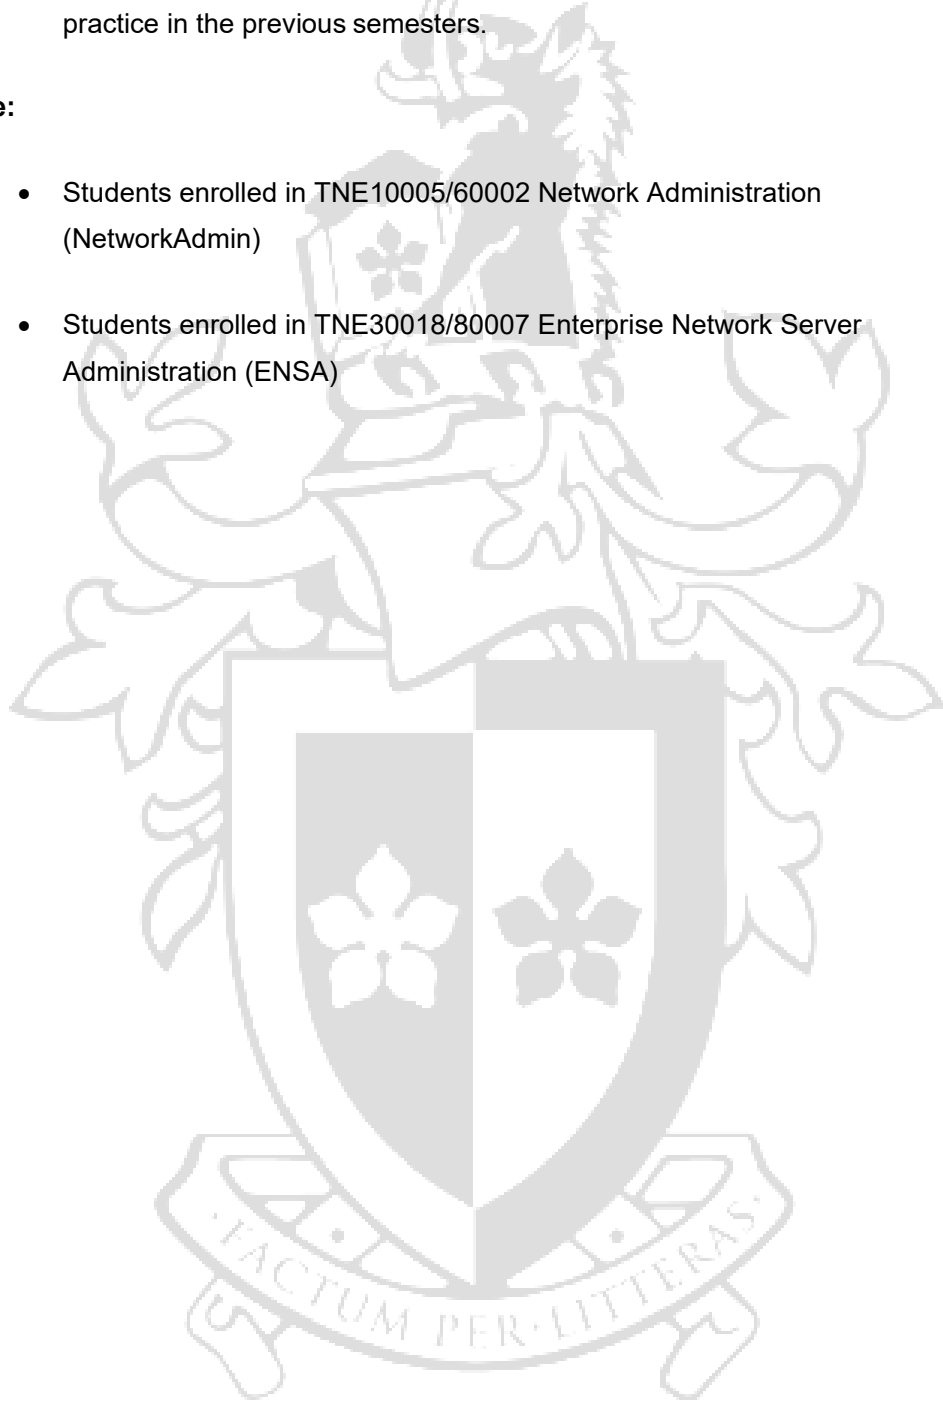 practice in the previous semesters.
e:
• Students enrolled in TNE10005/60002 Network Administration
(NetworkAdmin)
• Students enrolled in TNE30018/80007 Enterprise Network Server
Administration (ENSA)
·FACTUM PER·LITTERAS·